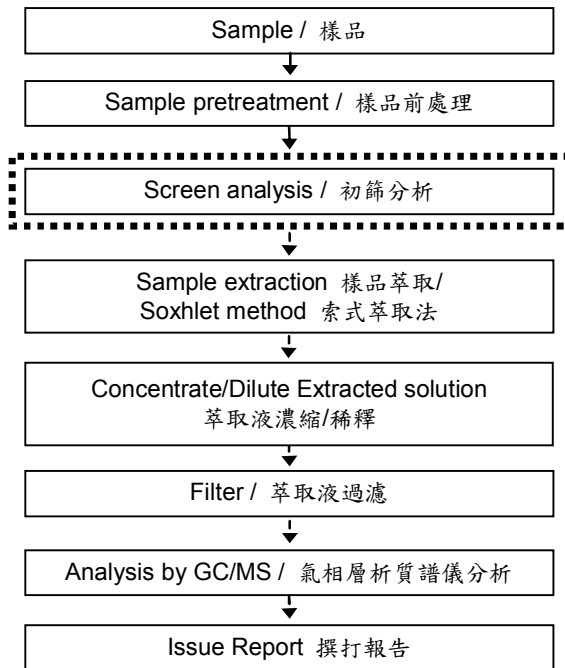 Sample / 樣品
Sample pretreatment / 樣品前處理
Screen analysis / 初篩分析
Sample extraction 樣品萃取/
Soxhlet method 索式萃取法
Concentrate/Dilute Extracted solution
萃取液濃縮/稀釋
Filter / 萃取液過濾
Analysis by GC/MS / 氣相層析質譜儀分析
Issue Report 撰打報告